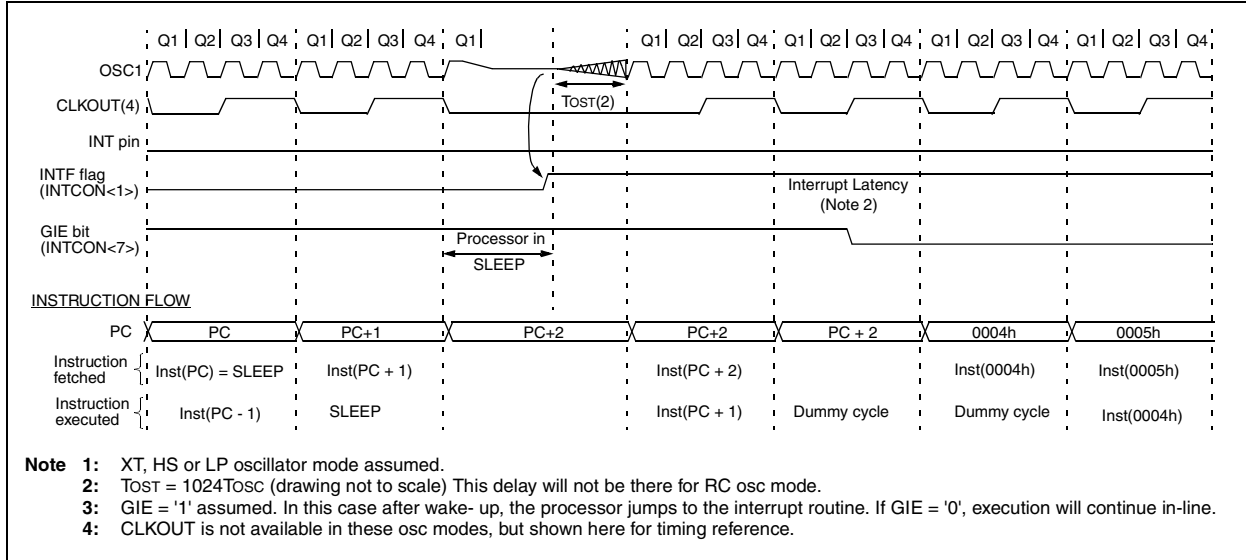 Q1 Q2 Q3 Q4 Q1 Q2 Q3 Q4 Q1 Q1 Q2 Q3 Q4 Q1 Q2 Q3 Q4 Q1 Q2 Q3 Q4 Q1 Q2 Q3 Q4
OSC1
TOST(2)
CLKOUT(4)
INT pin
INTF flag
(INTCON<1>)
Interrupt Latency
(Note 2)
GIE bit
(INTCON<7>)
Processor in
SLEEP
INSTRUCTION FLOW
PC PC PC+1 PC+2 PC+2 PC + 2 0004h 0005h
Instruction
fetched
Inst(PC) = SLEEP Inst(PC + 1) Inst(PC + 2) Inst(0004h) Inst(0005h)
Instruction
executed
Inst(PC - 1) SLEEP Inst(PC + 1) Dummy cycle Dummy cycle Inst(0004h)
Note 1: XT, HS or LP oscillator mode assumed.
2: TOST = 1024TOSC (drawing not to scale) This delay will not be there for RC osc mode.
3: GIE = '1' assumed. In this case after wake- up, the processor jumps to the interrupt routine. If GIE = '0', execution will continue in-line.
4: CLKOUT is not available in these osc modes, but shown here for timing reference.